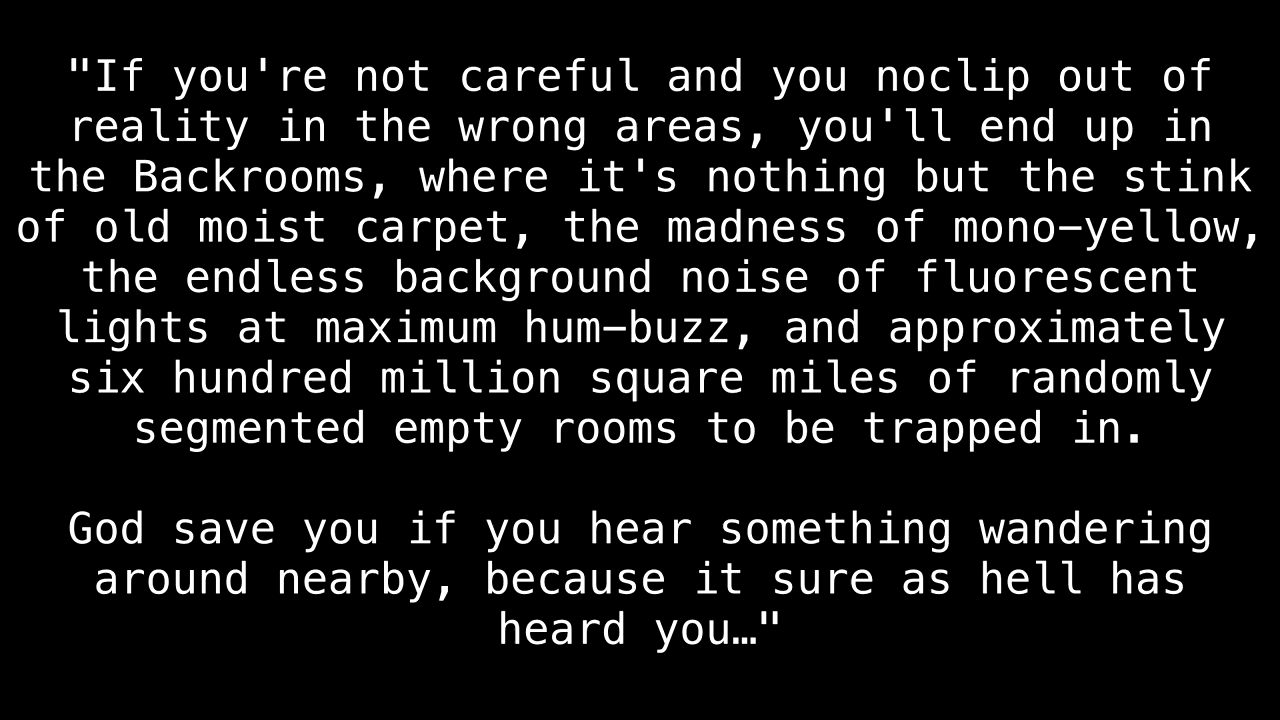 "If you're not careful and you noclip out of
reality in the wrong areas, you'll end up in
the Backrooms, where it's nothing but the stink
of old moist carpet, the madness of mono-yellow,
the endless background noise of fluorescent
lights at maximum hum-buzz, and approximately
six hundred million square miles of randomly
segmented empty rooms to be trapped in.
God save you if you hear something wandering
around nearby, because it sure as hell has
heard you…"